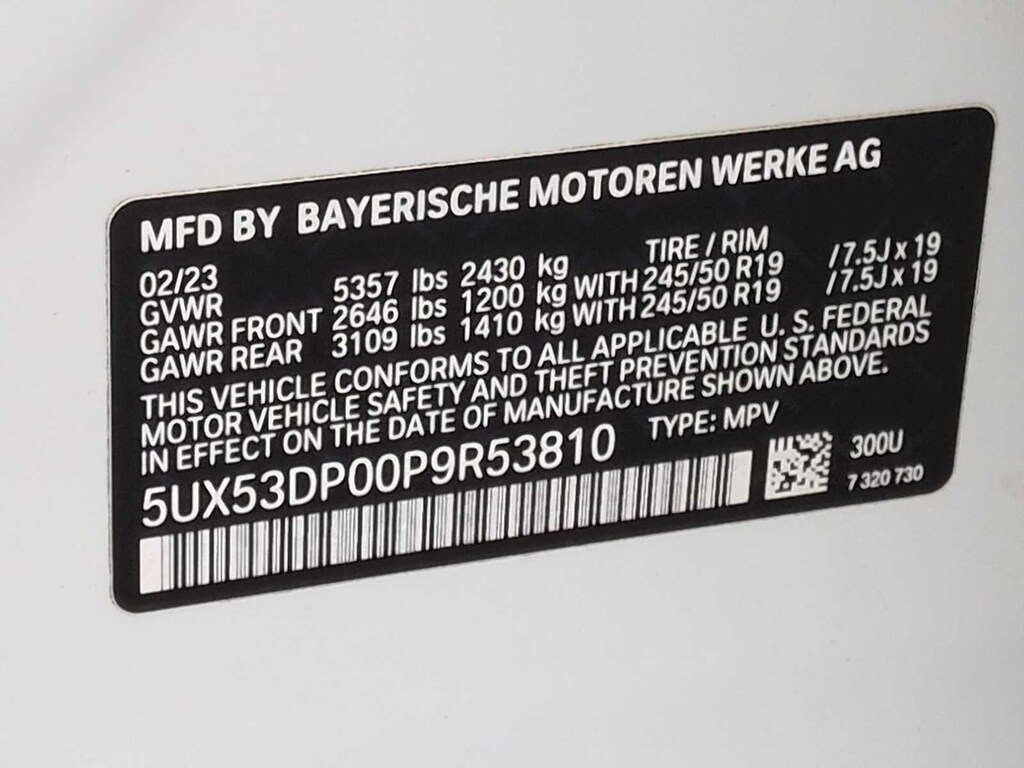 MFD BY BAYERISCHE MOTOREN WERKE AG
02/23 TIRE / RIM
GVWR 5357 lbs 2430 kg
GAWR FRONT 2646 lbs 1200 kg WITH 245/50 R19 /7.5J x 19
GAWR REAR 3109 lbs 1410 kg WITH 245/50 R19 /7.5J x 19
THIS VEHICLE CONFORMS TO ALL APPLICABLE U. S. FEDERAL
MOTOR VEHICLE SAFETY AND THEFT PREVENTION STANDARDS
IN EFFECT ON THE DATE OF MANUFACTURE SHOWN ABOVE.
5UX53DP00P9R53810 TYPE: MPV
300U
7 320 730